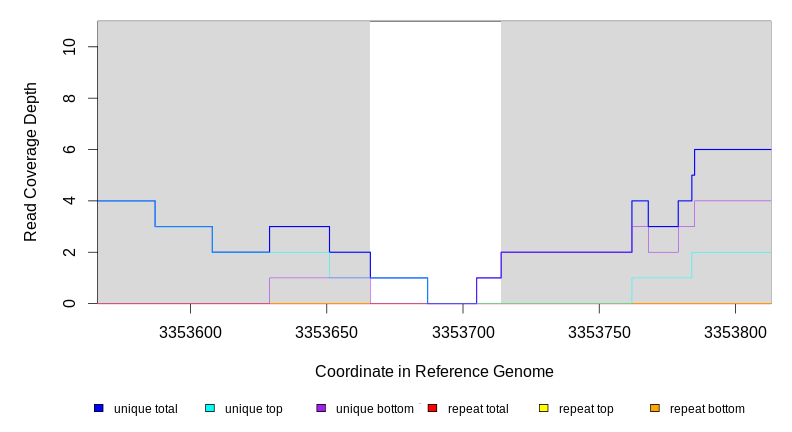 Read Coverage Depth
10
8
6
4
2
0
3353600 3353650 3353700 3353750 3353800
Coordinate in Reference Genome
unique total unique top unique bottom repeat total repeat top repeat bottom